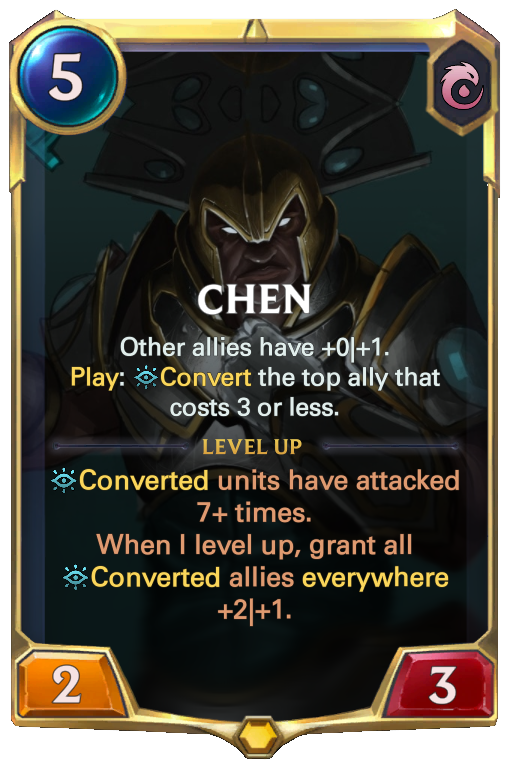 5
CHEN
Other allies have +0|+1.
Play: Convert the top ally that
costs 3 or less.
LEVEL UP
Converted units have attacked
7+ times.
When I level up, grant all
Converted allies everywhere
+2|+1.
2
3